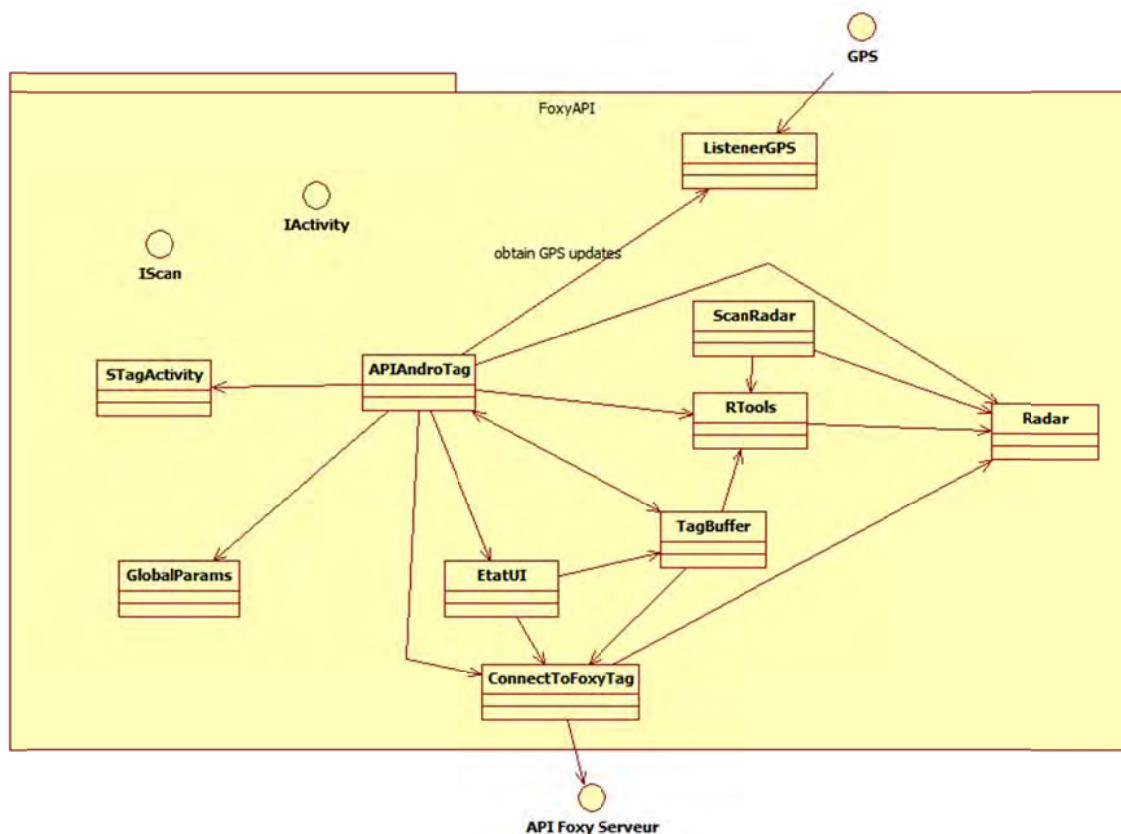 GPS
FoxyAPI
ListenerGPS
IActivity
obtain GPS updates
IScan
ScanRadar
STagActivity
APIAndroTag
RTools
Radar
TagBuffer
GlobalParams
EtatUI
ConnectToFoxyTag
API Foxy Serveur